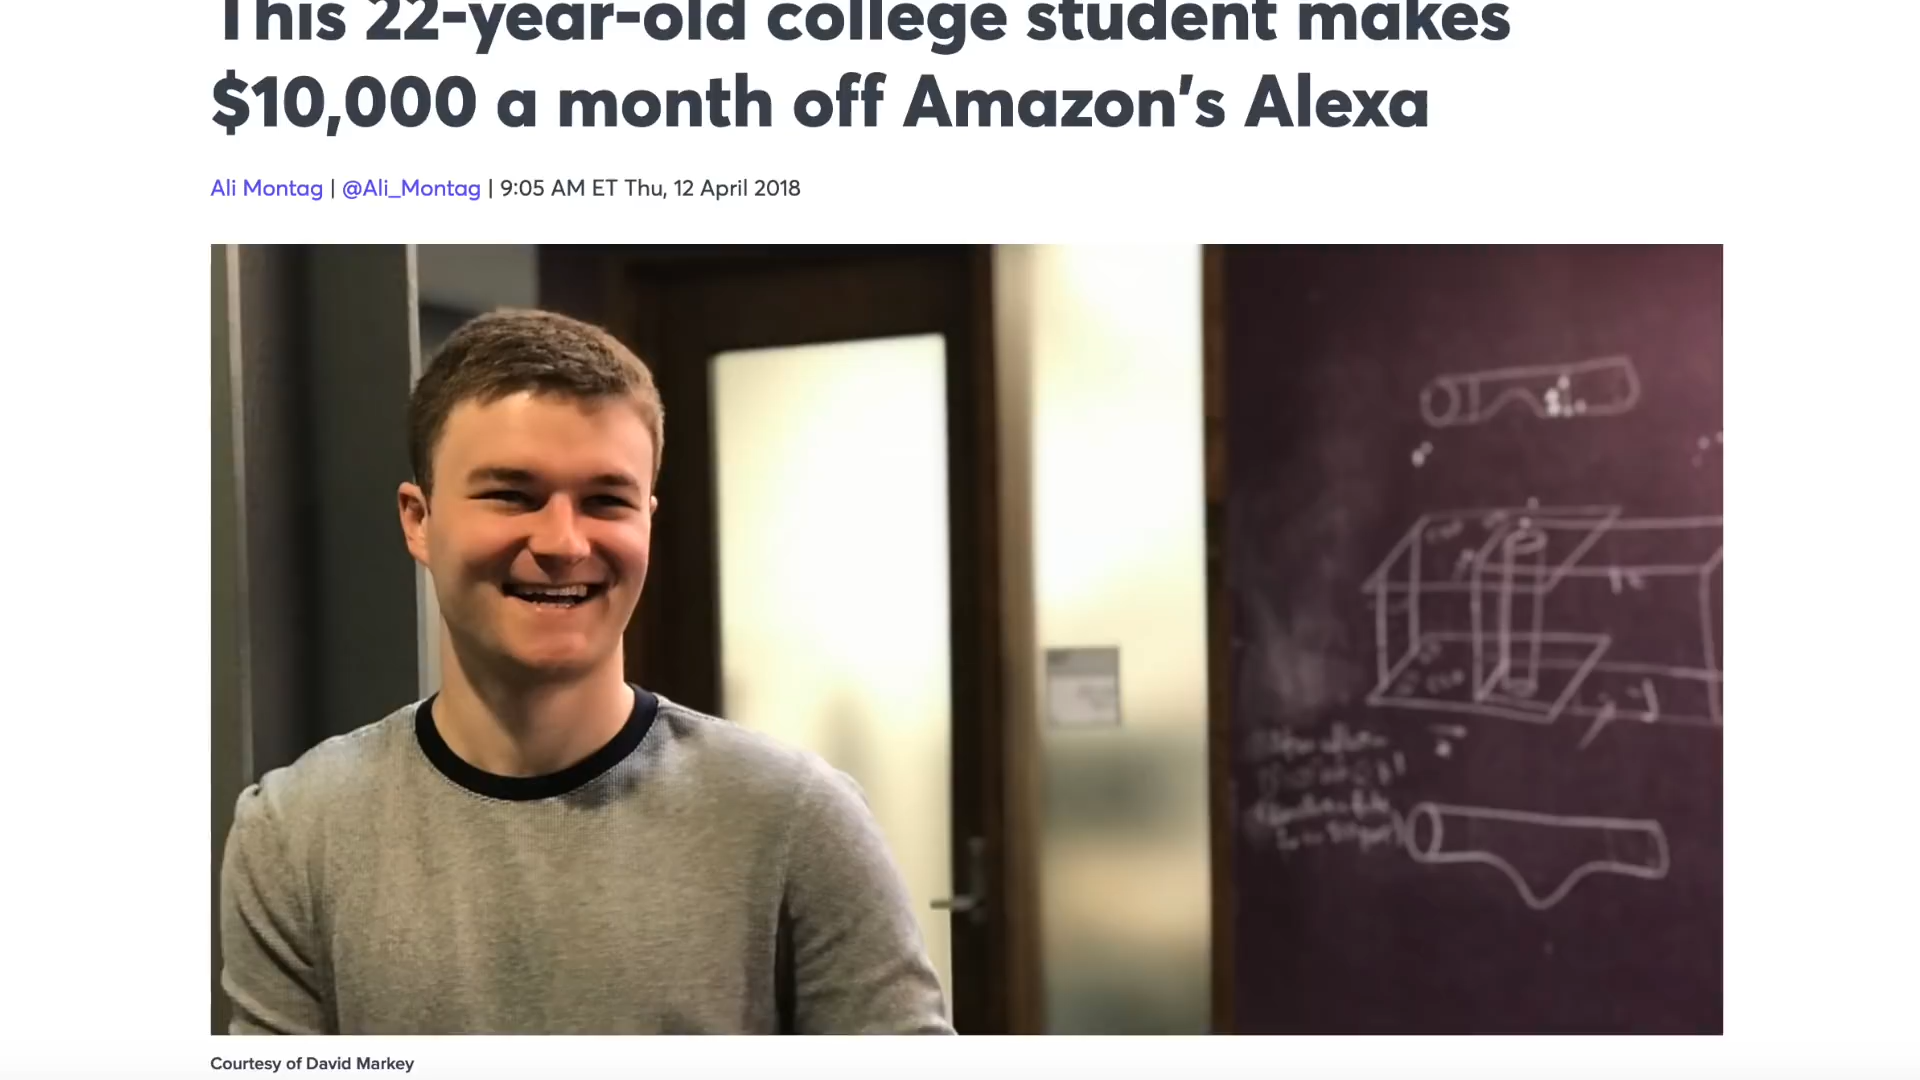 This 22-year-old college student makes
$10,000 a month off Amazon's Alexa
Ali Montag | @Ali_Montag | 9:05 AM ET Thu, 12 April 2018
Courtesy of David Markey